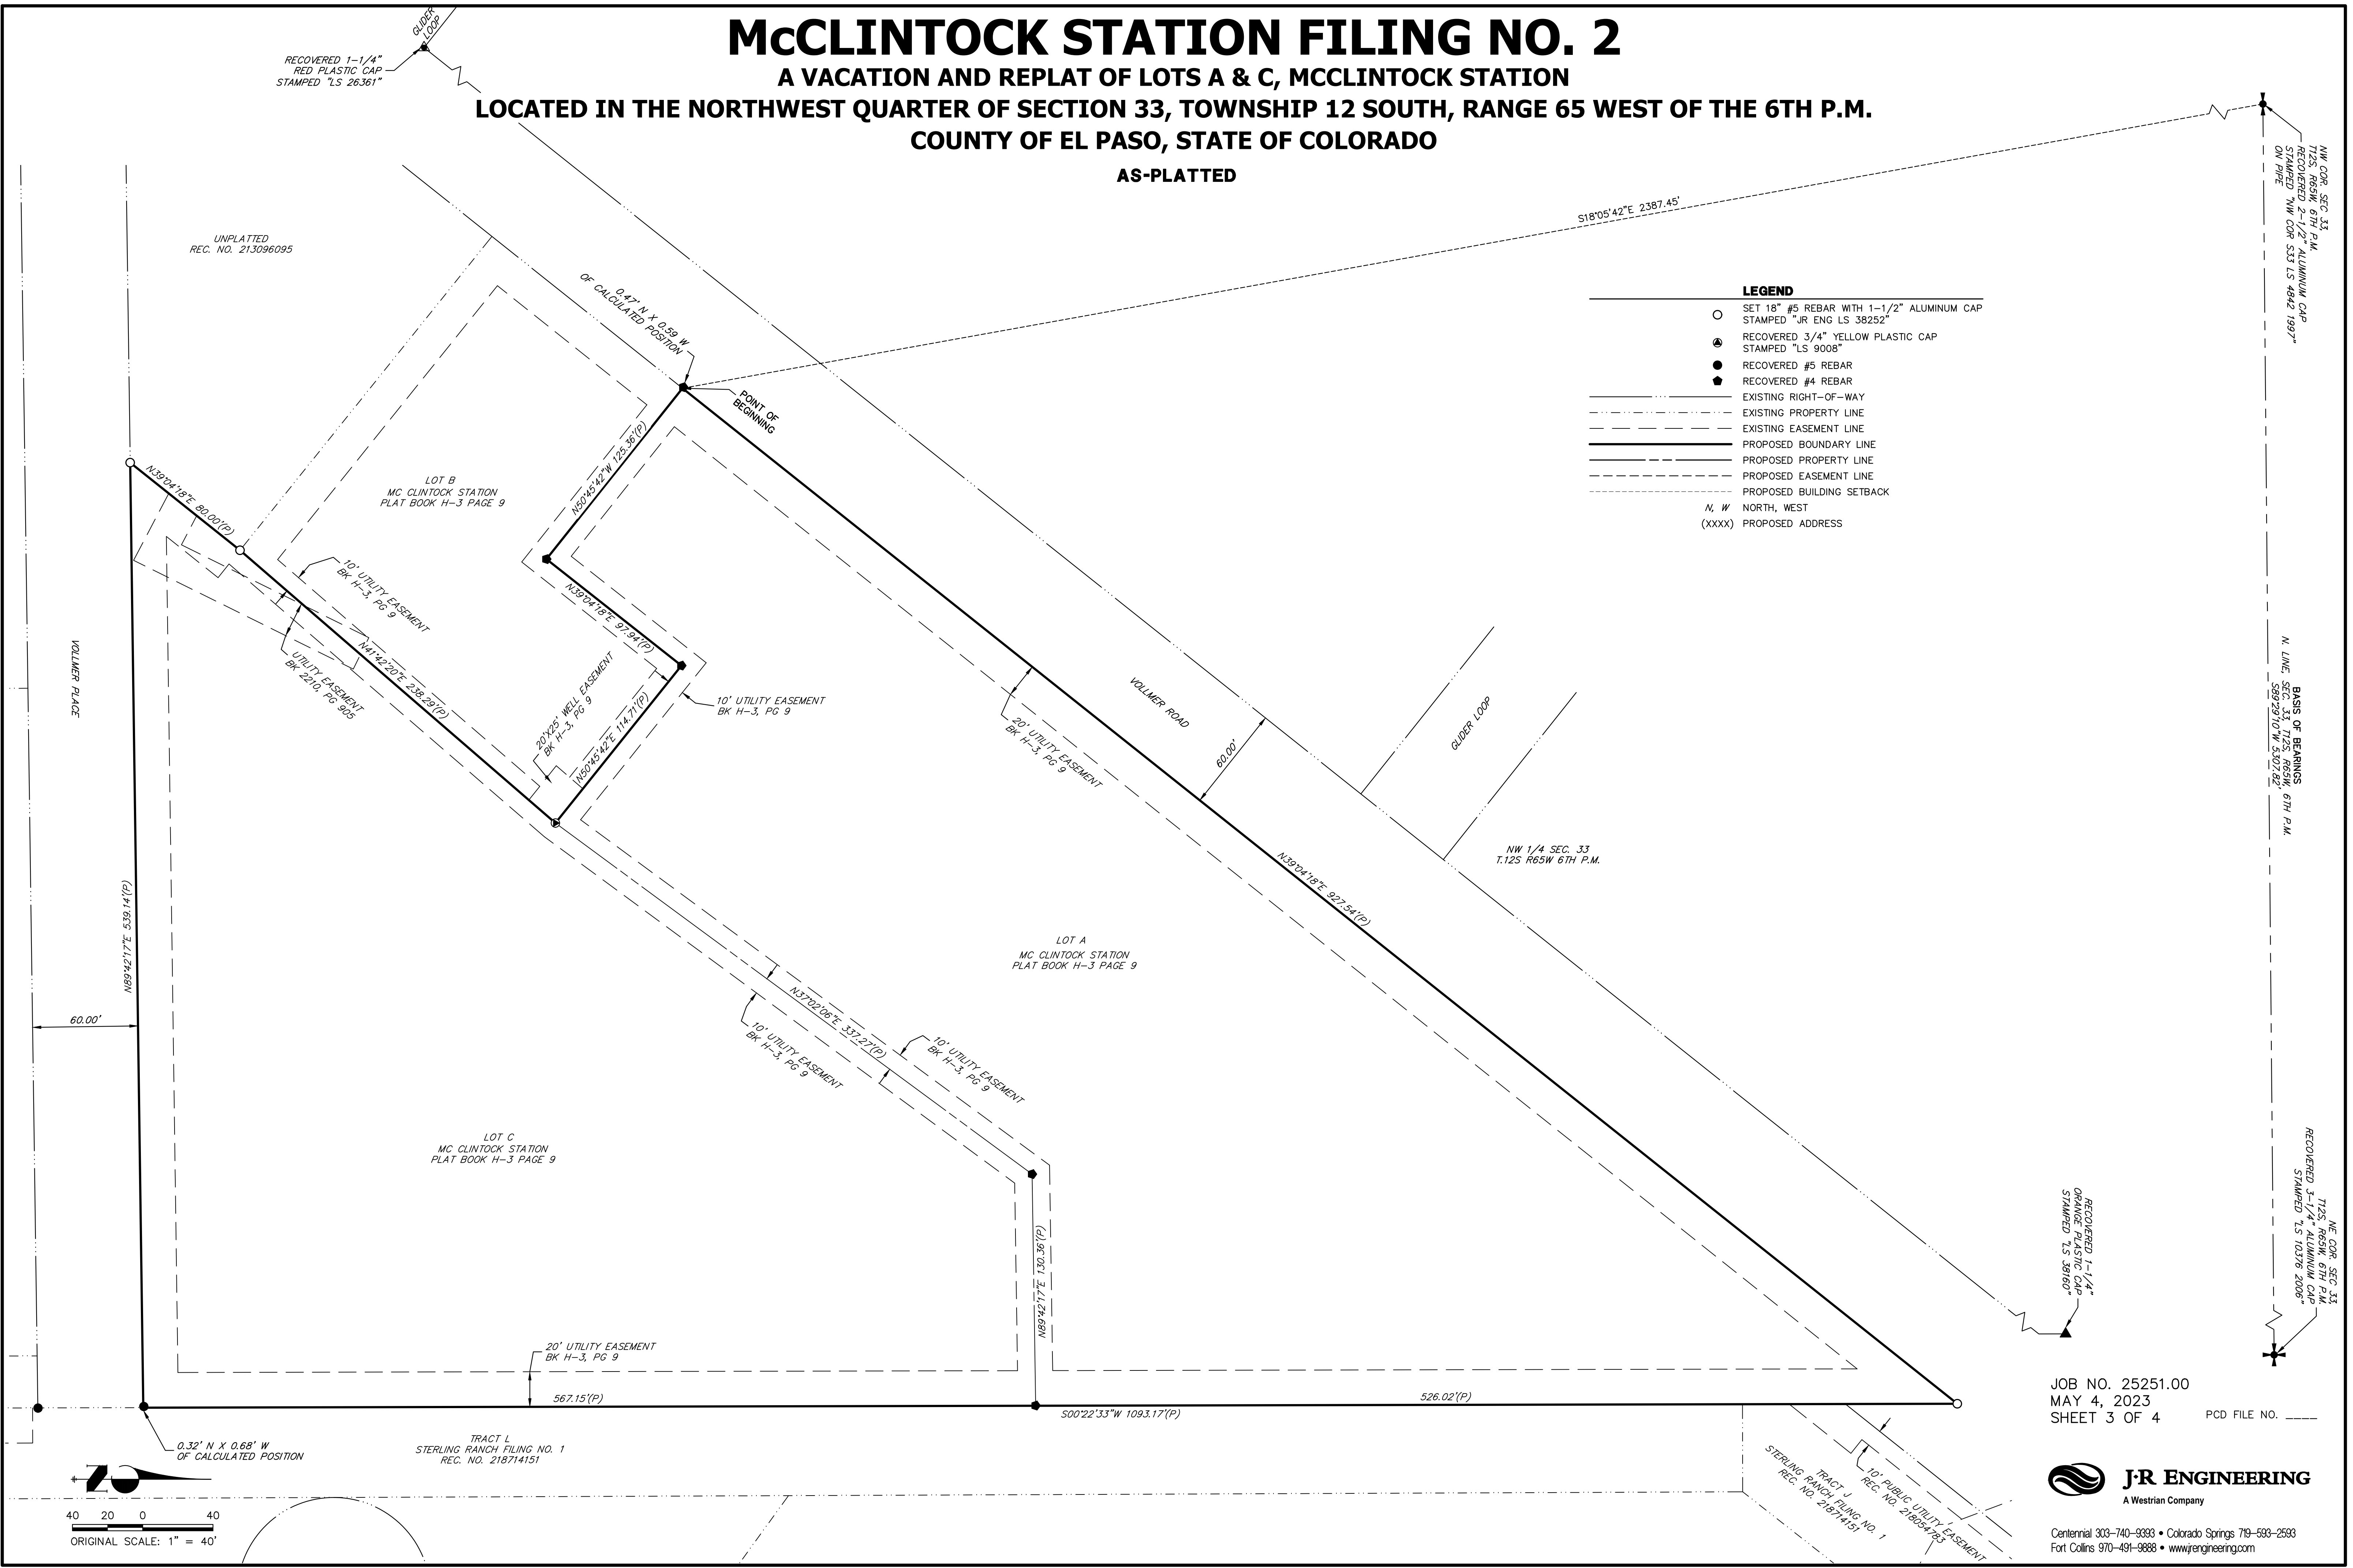 McCLINTOCK STATION FILING NO. 2
A VACATION AND REPLAT OF LOTS A & C, MCCLINTOCK STATION
LOCATED IN THE NORTHWEST QUARTER OF SECTION 33, TOWNSHIP 12 SOUTH, RANGE 65 WEST OF THE 6TH P.M.
COUNTY OF EL PASO, STATE OF COLORADO
AS-PLATTED
GLIDER
LOOP
RECOVERED 1-1/4"
RED PLASTIC CAP
STAMPED "LS 26361"
UNPLATTED
REC. NO. 213096095
0.47' N X 0.59 W
OF CALCULATED POSITION
POINT OF
BEGINNING
S18°05'42"E 2387.45'
NW COR. SEC 33,
T12S, R65W, 6TH P.M.
RECOVERED 2-1/2" ALUMINUM CAP
STAMPED "NW COR S33 LS 4842 1997"
ON PIPE
LEGEND
SET 18" #5 REBAR WITH 1-1/2" ALUMINUM CAP
STAMPED "JR ENG LS 38252"
RECOVERED 3/4" YELLOW PLASTIC CAP
STAMPED "LS 9008"
RECOVERED #5 REBAR
RECOVERED #4 REBAR
EXISTING RIGHT-OF-WAY
EXISTING PROPERTY LINE
EXISTING EASEMENT LINE
PROPOSED BOUNDARY LINE
PROPOSED PROPERTY LINE
PROPOSED EASEMENT LINE
PROPOSED BUILDING SETBACK
N, W NORTH, WEST
(XXXX) PROPOSED ADDRESS
N39°04'18"E 80.00'(P)
LOT B
MC CLINTOCK STATION
PLAT BOOK H-3 PAGE 9
N50°45'42"W 125.36'(P)
N39°04'18"E 97.94'(P)
10' UTILITY EASEMENT
BK H-3, PG 9
UTILITY EASEMENT
BK 2210, PG 905
N41°42'20"E 238.29'(P)
20'X25' WELL EASEMENT
BK H-3, PG 9
N50°45'42"E 114.71'(P)
10' UTILITY EASEMENT
BK H-3, PG 9
20' UTILITY EASEMENT
BK H-3, PG 9
VOLLMER ROAD
60.00'
GLIDER LOOP
NW 1/4 SEC. 33
T.12S R65W 6TH P.M.
N39°04'18"E 927.54'(P)
BASIS OF BEARINGS
N. LINE, SEC. 33, T12S, R65W, 6TH P.M.
S89°29'10"W 5307.82'
VOLLMER PLACE
N89°42'17"E 539.14'(P)
60.00'
LOT A
MC CLINTOCK STATION
PLAT BOOK H-3 PAGE 9
N37°02'06"E 337.27'(P)
10' UTILITY EASEMENT
BK H-3, PG 9
10' UTILITY EASEMENT
BK H-3, PG 9
LOT C
MC CLINTOCK STATION
PLAT BOOK H-3 PAGE 9
N89°42'17"E 130.36'(P)
20' UTILITY EASEMENT
BK H-3, PG 9
567.15'(P)
526.02'(P)
S00°22'33"W 1093.17'(P)
0.32' N X 0.68' W
OF CALCULATED POSITION
TRACT L
STERLING RANCH FILING NO. 1
REC. NO. 218714151
TRACT J
STERLING RANCH FILING NO. 1
REC. NO. 218714151
10' PUBLIC UTILITY EASEMENT
REC. NO. 218054783
RECOVERED 1-1/4"
ORANGE PLASTIC CAP
STAMPED "LS 38160"
NE COR. SEC 33,
T12S, R65W, 6TH P.M.
RECOVERED 3-1/4" ALUMINUM CAP
STAMPED "LS 10376 2006"
N
40 20 0 40
ORIGINAL SCALE: 1" = 40'
JOB NO. 25251.00
MAY 4, 2023
SHEET 3 OF 4
PCD FILE NO. ____
J·R ENGINEERING
A Westrian Company
Centennial 303-740-9393 • Colorado Springs 719-593-2593
Fort Collins 970-491-9888 • www.jrengineering.com